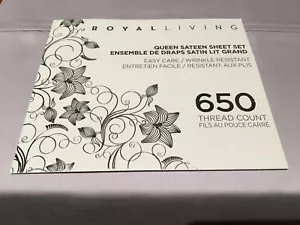 ROYAL LIVING
QUEEN SATEEN SHEET SET
ENSEMBLE DE DRAPS SATIN LIT GRAND
EASY CARE / WRINKLE RESISTANT
ENTRETIEN FACILE / RÉSISTANT AUX PLIS
650
THREAD COUNT
FILS AU POUCE CARRÉ